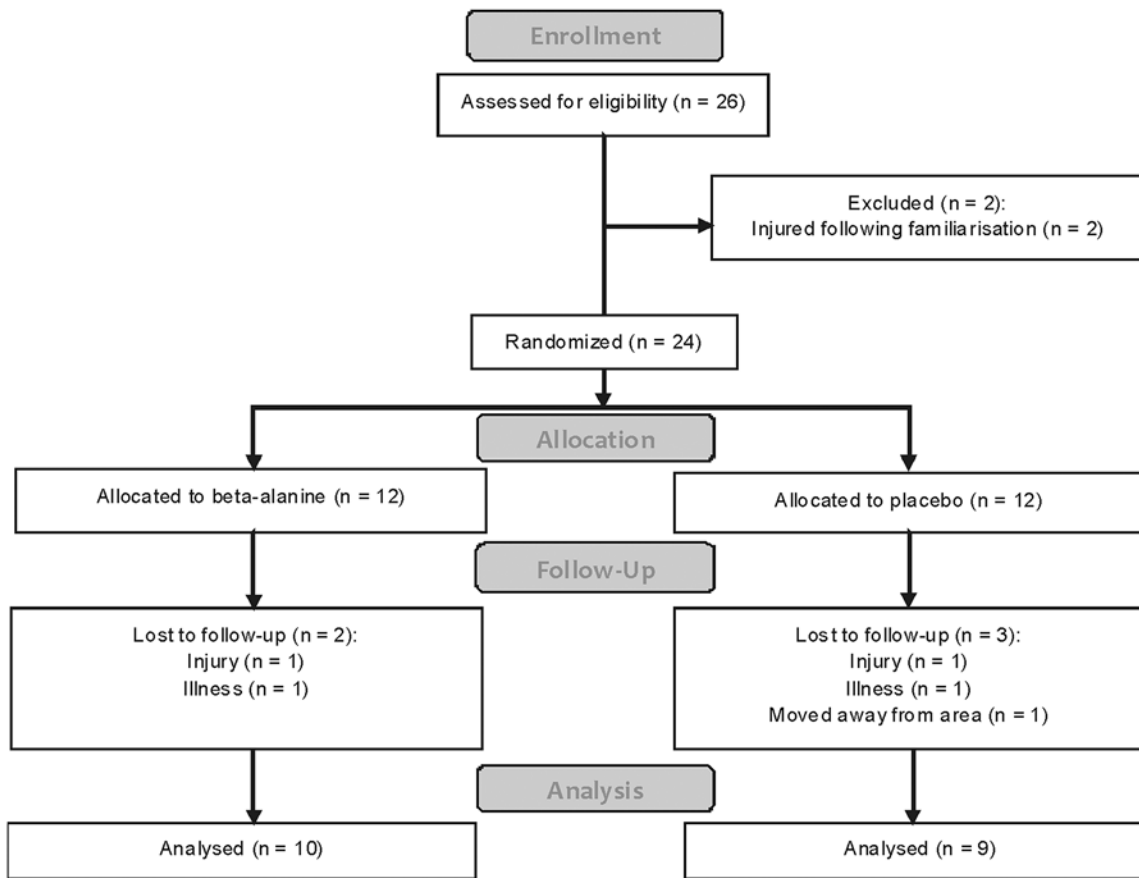 Enrollment
Assessed for eligibility (n = 26)
Excluded (n = 2):
Injured following familiarisation (n = 2)
Randomized (n = 24)
Allocation
Allocated to beta-alanine (n = 12)
Allocated to placebo (n = 12)
Follow-Up
Lost to follow-up (n = 2):
Injury (n = 1)
Illness (n = 1)
Lost to follow-up (n = 3):
Injury (n = 1)
Illness (n = 1)
Moved away from area (n = 1)
Analysis
Analysed (n = 10)
Analysed (n = 9)